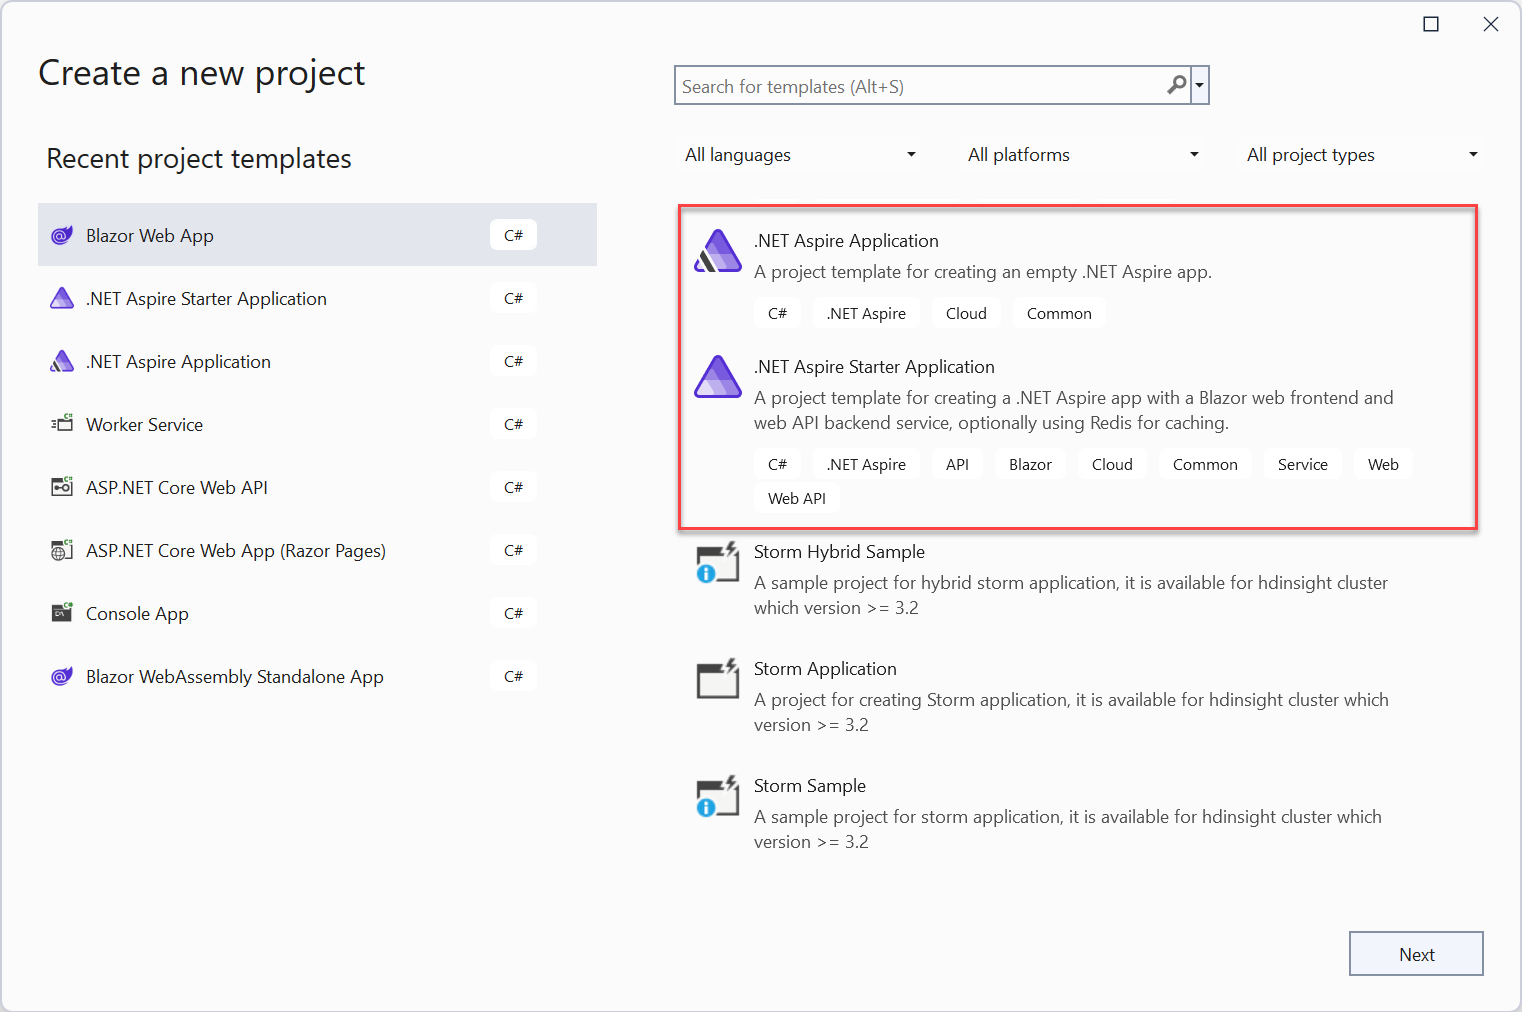 Create a new project
Search for templates (Alt+S)
All languages
All platforms
All project types
Recent project templates
Blazor Web App
C#
.NET Aspire Starter Application
C#
.NET Aspire Application
C#
Worker Service
C#
ASP.NET Core Web API
C#
ASP.NET Core Web App (Razor Pages)
C#
Console App
C#
Blazor WebAssembly Standalone App
C#
.NET Aspire Application
A project template for creating an empty .NET Aspire app.
C# .NET Aspire Cloud Common
.NET Aspire Starter Application
A project template for creating a .NET Aspire app with a Blazor web frontend and
web API backend service, optionally using Redis for caching.
C# .NET Aspire API Blazor Cloud Common Service Web
Web API
Storm Hybrid Sample
A sample project for hybrid storm application, it is available for hdinsight cluster
which version >= 3.2
Storm Application
A project for creating Storm application, it is available for hdinsight cluster which
version >= 3.2
Storm Sample
A sample project for storm application, it is available for hdinsight cluster which
version >= 3.2
Next